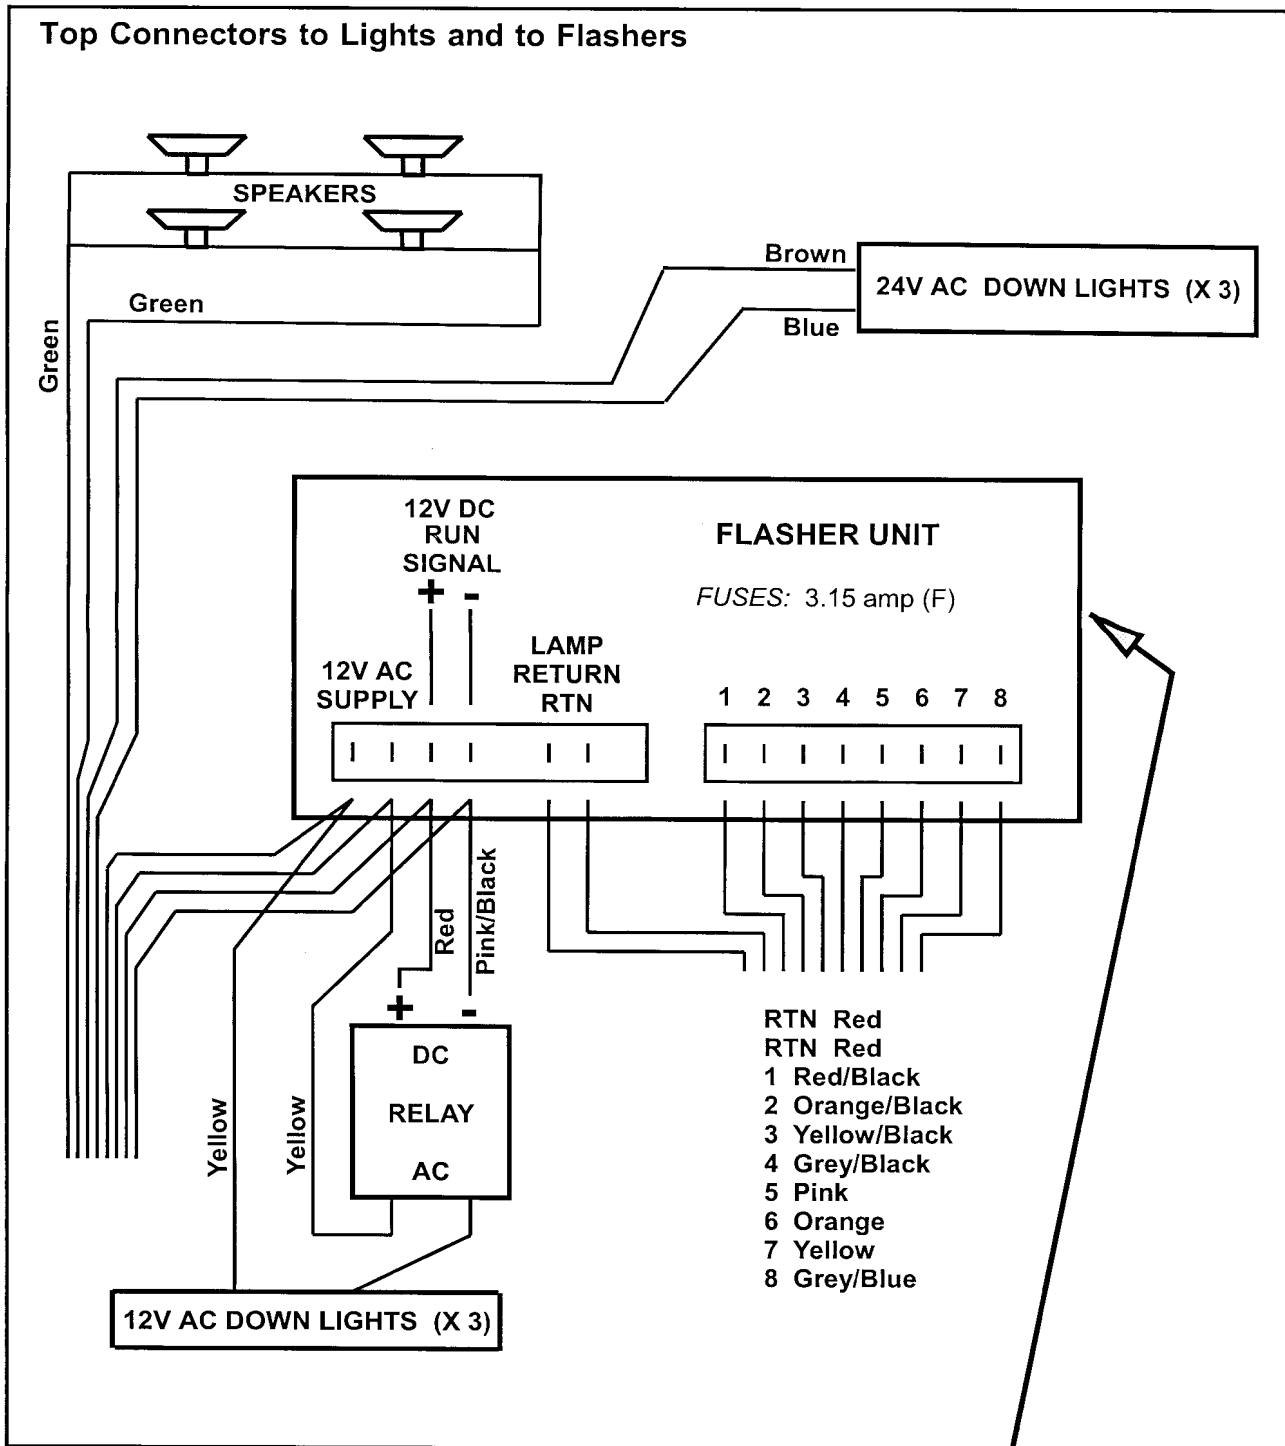 Top Connectors to Lights and to Flashers
SPEAKERS
Green
Green
Brown
Blue
24V AC DOWN LIGHTS (X 3)
12V DC
RUN
SIGNAL
+ -
FLASHER UNIT
FUSES: 3.15 amp (F)
12V AC
SUPPLY
LAMP
RETURN
RTN
1 2 3 4 5 6 7 8
Red
Pink/Black
+ -
DC
RELAY
AC
Yellow
Yellow
12V AC DOWN LIGHTS (X 3)
RTN Red
RTN Red
1 Red/Black
2 Orange/Black
3 Yellow/Black
4 Grey/Black
5 Pink
6 Orange
7 Yellow
8 Grey/Blue